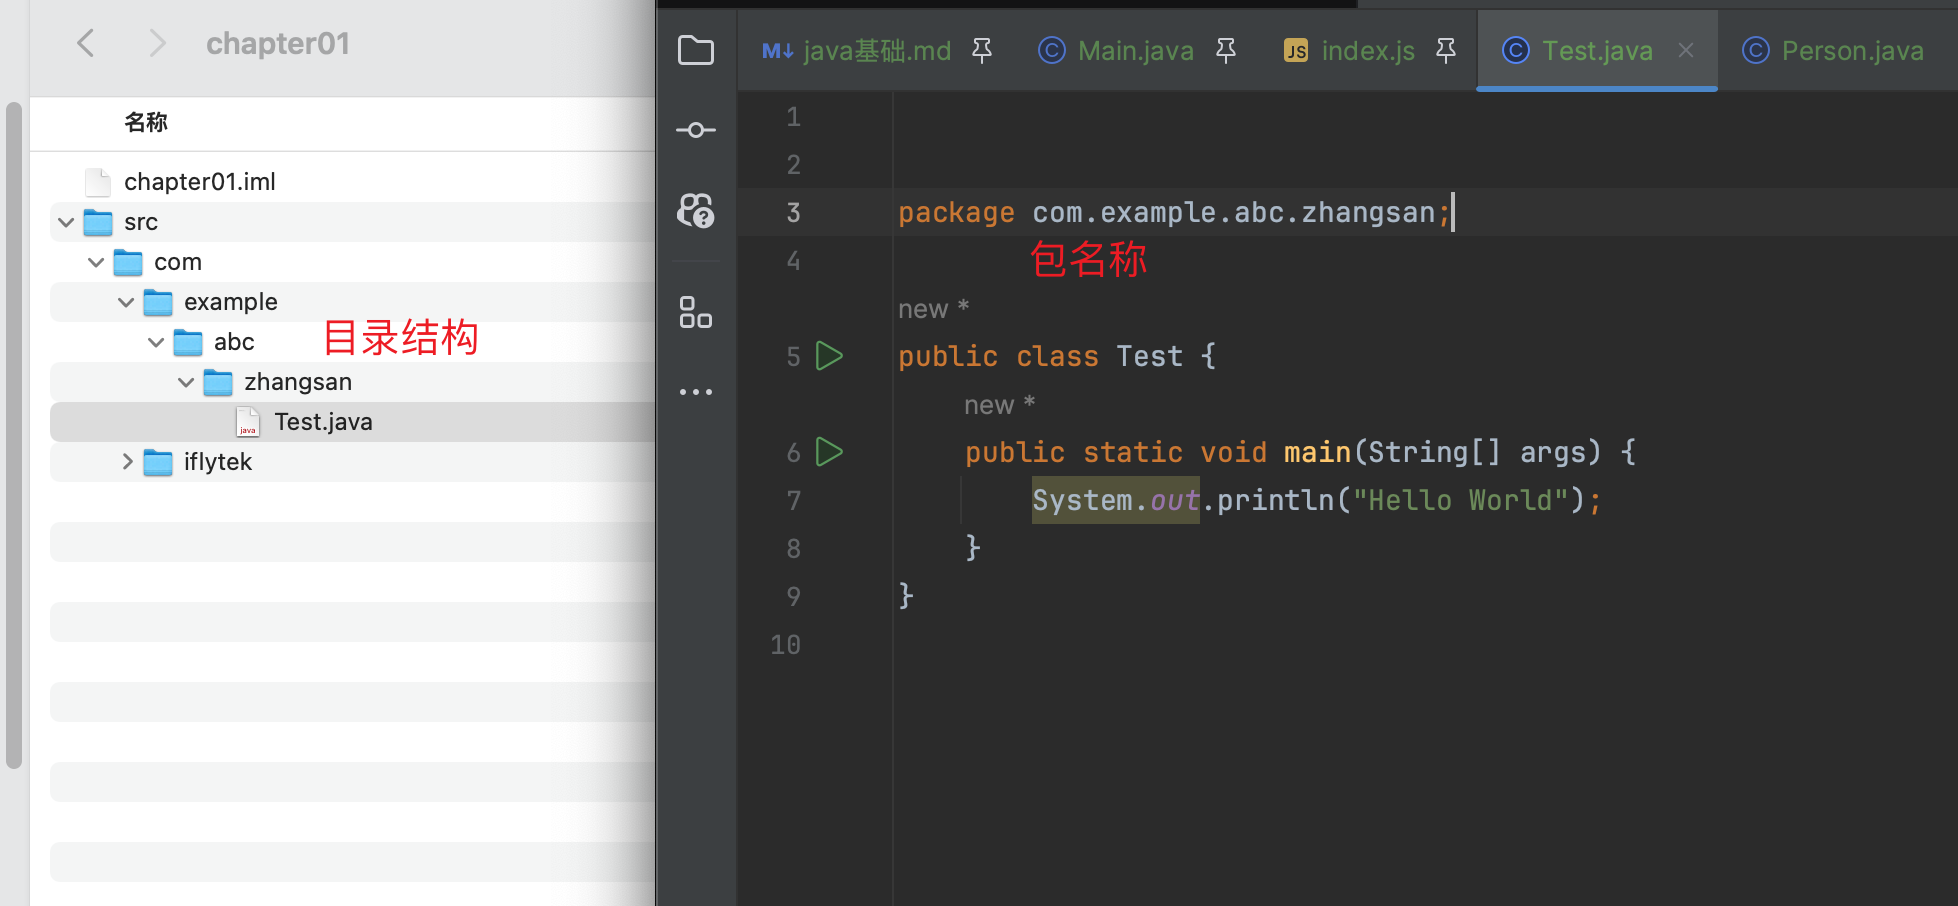 chapter01
名称
chapter01.iml
src
com
example
abc
目录结构
zhangsan
java
Test.java
iflytek
M↓ java基础.md
C Main.java
JS index.js
C Test.java
C Person.java
1
2
3 package com.example.abc.zhangsan;
包名称
4
new *
5 public class Test {
new *
6 public static void main(String[] args) {
7 System.out.println("Hello World");
8 }
9 }
10